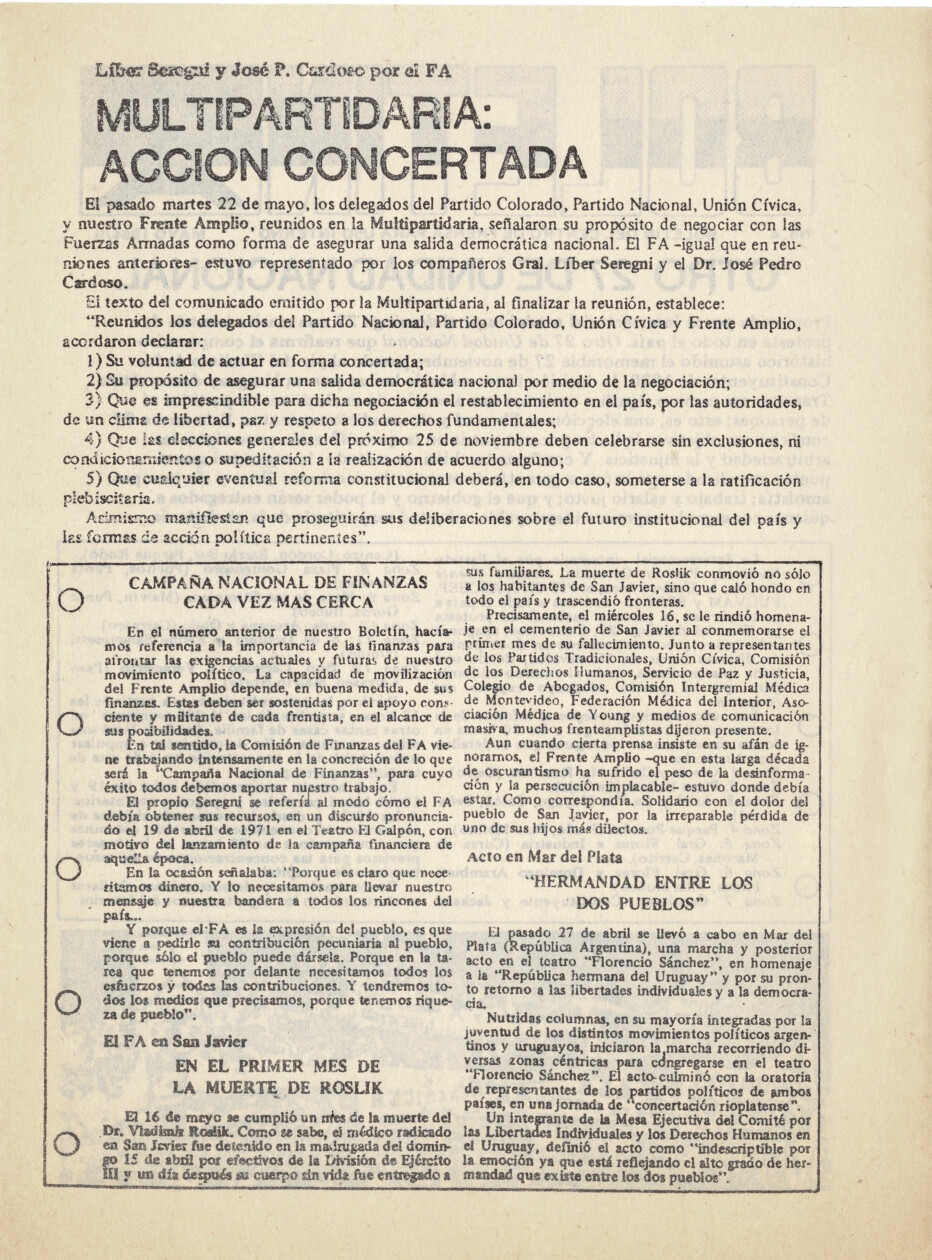 Líber Seregni y José P. Cardoso por el FA
MULTIPARTIDARIA:
ACCION CONCERTADA
El pasado martes 22 de mayo, los delegados del Partido Colorado, Partido Nacional, Unión Cívica,
y nuestro Frente Amplio, reunidos en la Multipartidaria, señalaron su propósito de negociar con las
Fuerzas Armadas como forma de asegurar una salida democrática nacional. El FA -igual que en reu-
niones anteriores- estuvo representado por los compañeros Gral. Líber Seregni y el Dr. José Pedro
Cardoso.
El texto del comunicado emitido por la Multipartidaria, al finalizar la reunión, establece:
“Reunidos los delegados del Partido Nacional, Partido Colorado, Unión Cívica y Frente Amplio,
acordaron declarar:
1) Su voluntad de actuar en forma concertada;
2) Su propósito de asegurar una salida democrática nacional por medio de la negociación;
3) Que es imprescindible para dicha negociación el restablecimiento en el país, por las autoridades,
de un clima de libertad, paz y respeto a los derechos fundamentales;
4) Que las elecciones generales del próximo 25 de noviembre deben celebrarse sin exclusiones, ni
condicionamientos o supeditación a la realización de acuerdo alguno;
5) Que cualquier eventual reforma constitucional deberá, en todo caso, someterse a la ratificación
plebiscitaria.
Asimismo manifiestan que proseguirán sus deliberaciones sobre el futuro institucional del país y
las formas de acción política pertinentes”.
CAMPAÑA NACIONAL DE FINANZAS
CADA VEZ MAS CERCA
En el número anterior de nuestro Boletín, hacía-
mos referencia a la importancia de las finanzas para
afrontar las exigencias actuales y futuras de nuestro
movimiento político. La capacidad de movilización
del Frente Amplio depende, en buena medida, de sus
finanzas. Estas deben ser sostenidas por el apoyo cons-
ciente y militante de cada frentista, en el alcance de
sus posibilidades.
En tal sentido, la Comisión de Finanzas del FA vie-
ne trabajando intensamente en la concreción de lo que
será la “Campaña Nacional de Finanzas”, para cuyo
éxito todos debemos aportar nuestro trabajo.
El propio Seregni se refería al modo cómo el FA
debía obtener sus recursos, en un discurso pronuncia-
do el 19 de abril de 1971 en el Teatro El Galpón, con
motivo del lanzamiento de la campaña financiera de
aquella época.
En la ocasión señalaba: “Porque es claro que nece-
sitamos dinero. Y lo necesitamos para llevar nuestro
mensaje y nuestra bandera a todos los rincones del
país...
Y porque el FA es la expresión del pueblo, es que
viene a pedirle su contribución pecuniaria al pueblo,
porque sólo el pueblo puede dársela. Porque en la ta-
rea que tenemos por delante necesitamos todos los
esfuerzos y todas las contribuciones. Y tendremos to-
dos los medios que precisamos, porque tenemos rique-
za de pueblo”.
El FA en San Javier
EN EL PRIMER MES DE
LA MUERTE DE ROSLIK
El 16 de mayo se cumplió un mes de la muerte del
Dr. Vladimir Roslik. Como se sabe, el médico radicado
en San Javier fue detenido en la madrugada del domin-
go 15 de abril por efectivos de la División de Ejército
III y un día después su cuerpo sin vida fue entregado a
sus familiares. La muerte de Roslik conmovió no sólo
a los habitantes de San Javier, sino que caló hondo en
todo el país y trascendió fronteras.
Precisamente, el miércoles 16, se le rindió homena-
je en el cementerio de San Javier al conmemorarse el
primer mes de su fallecimiento. Junto a representantes
de los Partidos Tradicionales, Unión Cívica, Comisión
de los Derechos Humanos, Servicio de Paz y Justicia,
Colegio de Abogados, Comisión Intergremial Médica
de Montevideo, Federación Médica del Interior, Aso-
ciación Médica de Young y medios de comunicación
masiva, muchos frenteamplistas dijeron presente.
Aun cuando cierta prensa insiste en su afán de ig-
norarnos, el Frente Amplio -que en esta larga década
de oscurantismo ha sufrido el peso de la desinforma-
ción y la persecución implacable- estuvo donde debía
estar. Como correspondía. Solidario con el dolor del
pueblo de San Javier, por la irreparable pérdida de
uno de sus hijos más dilectos.
Acto en Mar del Plata
“HERMANDAD ENTRE LOS
DOS PUEBLOS”
El pasado 27 de abril se llevó a cabo en Mar del
Plata (República Argentina), una marcha y posterior
acto en el teatro “Florencio Sánchez”, en homenaje
a la “República hermana del Uruguay” y por su pron-
to retorno a las libertades individuales y a la democra-
cia.
Nutridas columnas, en su mayoría integradas por la
juventud de los distintos movimientos políticos argen-
tinos y uruguayos, iniciaron la marcha recorriendo di-
versas zonas céntricas para congregarse en el teatro
“Florencio Sánchez”. El acto culminó con la oratoria
de representantes de los partidos políticos de ambos
países, en una jornada de “concertación rioplatense”.
Un integrante de la Mesa Ejecutiva del Comité por
las Libertades Individuales y los Derechos Humanos en
el Uruguay, definió el acto como “indescriptible por
la emoción ya que está reflejando el alto grado de her-
mandad que existe entre los dos pueblos”.